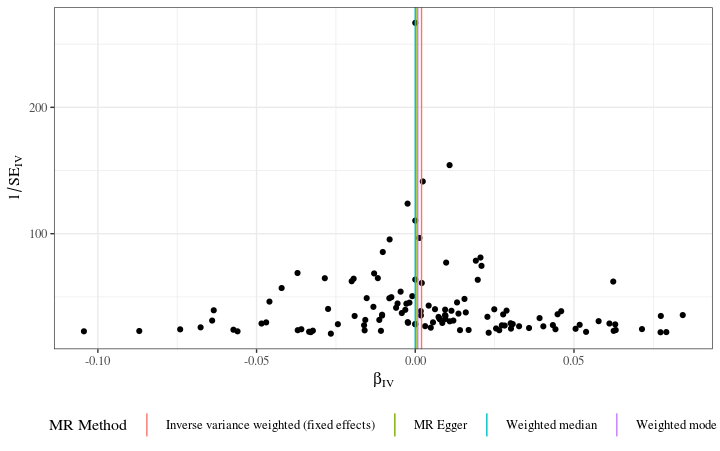 200
100
1/SE_IV
-0.10
-0.05
0.00
0.05
β_IV
MR Method
Inverse variance weighted (fixed effects)
MR Egger
Weighted median
Weighted mode